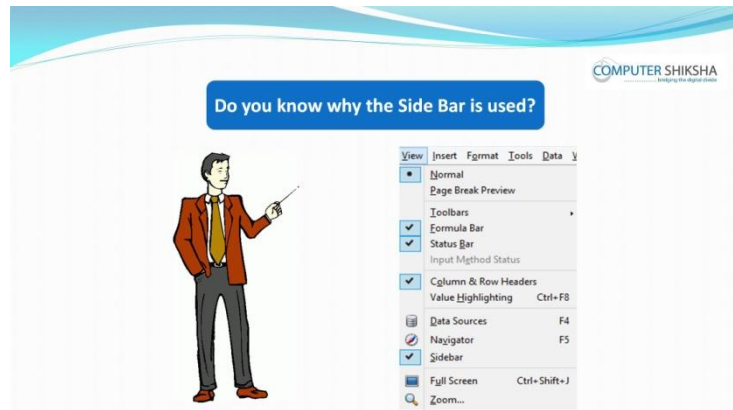 COMPUTER SHIKSHA
bridging the digital divide
Do you know why the Side Bar is used?
View Insert Format Tools Data
Normal
Page Break Preview
Toolbars
Formula Bar
Status Bar
Input Method Status
Column & Row Headers
Value Highlighting Ctrl+F8
Data Sources F4
Navigator F5
Sidebar
Full Screen Ctrl+Shift+J
Zoom...